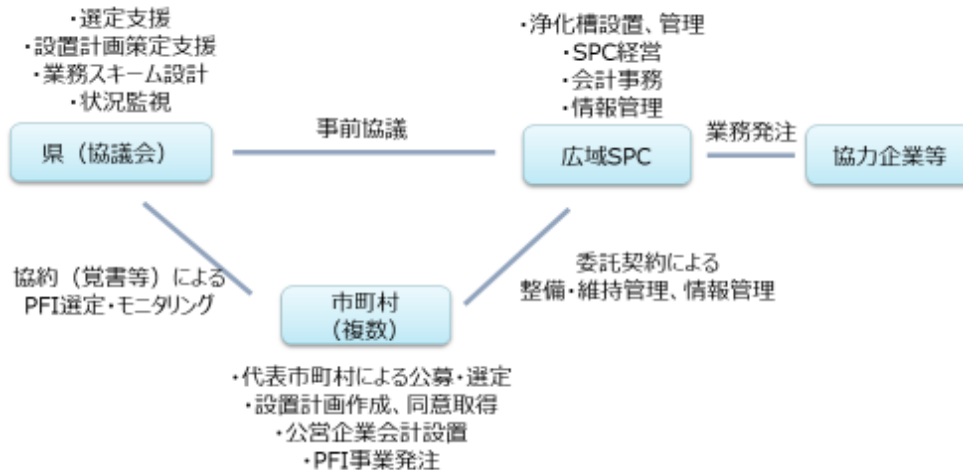 ・選定支援
・設置計画策定支援
・業務スキーム設計
・状況監視
県（協議会）
事前協議
・浄化槽設置、管理
・SPC経営
・会計事務
・情報管理
広域SPC
業務発注
協力企業等
協約（覚書等）による
PFI選定・モニタリング
委託契約による
整備・維持管理、情報管理
市町村
（複数）
・代表市町村による公募・選定
・設置計画作成、同意取得
・公営企業会計設置
・PFI事業発注